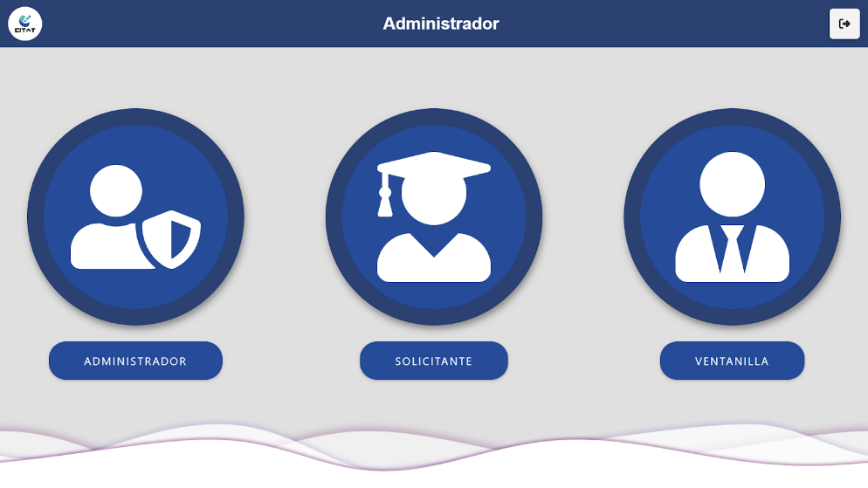 EITAT
Administrador
ADMINISTRADOR
SOLICITANTE
VENTANILLA